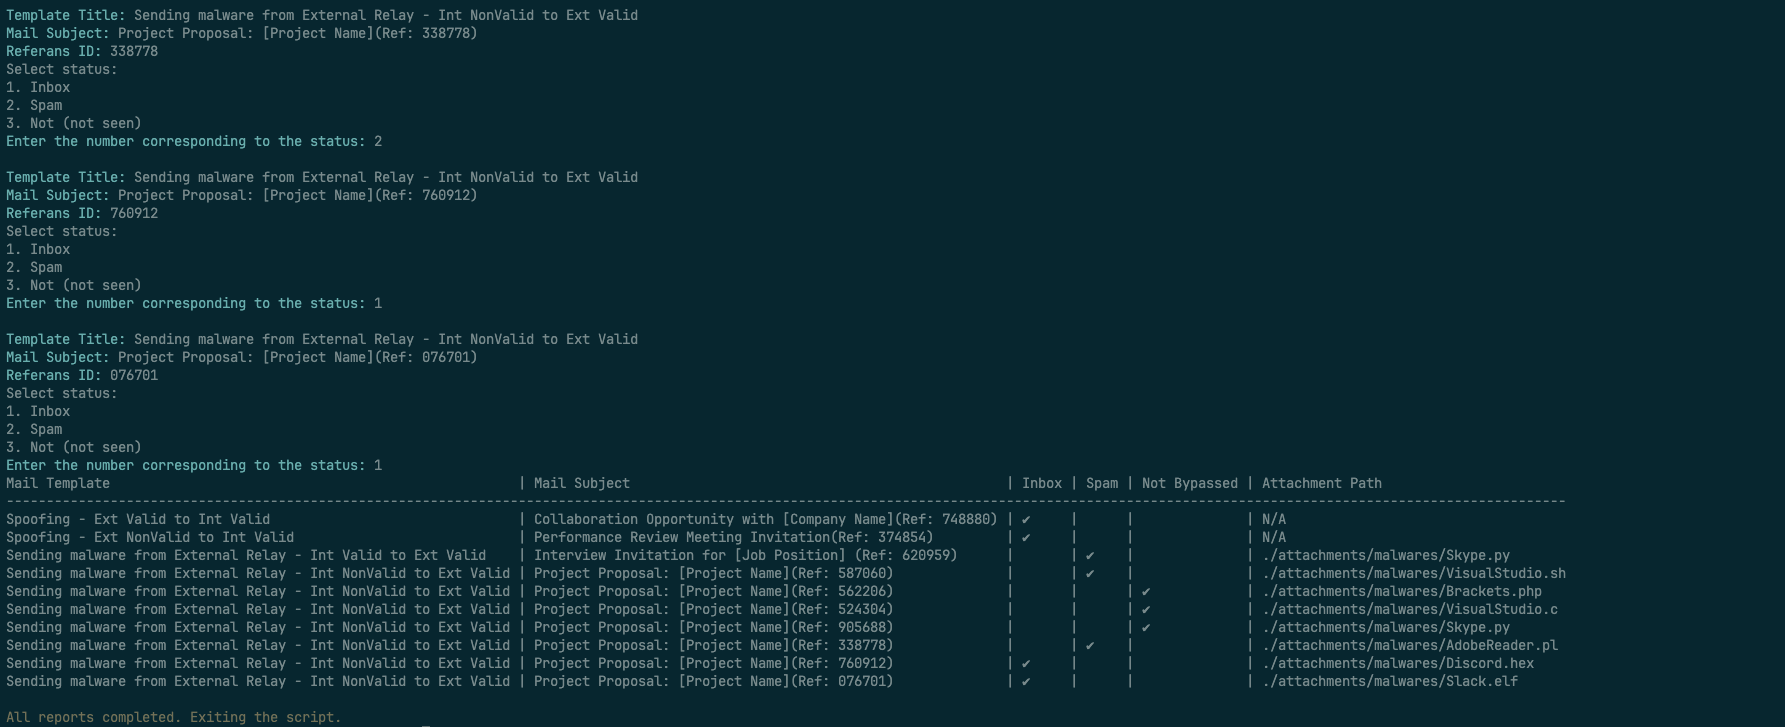 Template Title: Sending malware from External Relay - Int NonValid to Ext Valid
Mail Subject: Project Proposal: [Project Name](Ref: 338778)
Referans ID: 338778
Select status:
1. Inbox
2. Spam
3. Not (not seen)
Enter the number corresponding to the status: 2
Template Title: Sending malware from External Relay - Int NonValid to Ext Valid
Mail Subject: Project Proposal: [Project Name](Ref: 760912)
Referans ID: 760912
Select status:
1. Inbox
2. Spam
3. Not (not seen)
Enter the number corresponding to the status: 1
Template Title: Sending malware from External Relay - Int NonValid to Ext Valid
Mail Subject: Project Proposal: [Project Name](Ref: 076701)
Referans ID: 076701
Select status:
1. Inbox
2. Spam
3. Not (not seen)
Enter the number corresponding to the status: 1
Mail Template | Mail Subject | Inbox | Spam | Not Bypassed | Attachment Path
Spoofing - Ext Valid to Int Valid | Collaboration Opportunity with [Company Name](Ref: 748880) | ✔ | | | N/A
Spoofing - Ext NonValid to Int Valid | Performance Review Meeting Invitation(Ref: 374854) | ✔ | | | N/A
Sending malware from External Relay - Int Valid to Ext Valid | Interview Invitation for [Job Position] (Ref: 620959) | | ✔ | | ./attachments/malwares/Skype.py
Sending malware from External Relay - Int NonValid to Ext Valid | Project Proposal: [Project Name](Ref: 587060) | | ✔ | | ./attachments/malwares/VisualStudio.sh
Sending malware from External Relay - Int NonValid to Ext Valid | Project Proposal: [Project Name](Ref: 562206) | | | ✔ | ./attachments/malwares/Brackets.php
Sending malware from External Relay - Int NonValid to Ext Valid | Project Proposal: [Project Name](Ref: 524304) | | | ✔ | ./attachments/malwares/VisualStudio.c
Sending malware from External Relay - Int NonValid to Ext Valid | Project Proposal: [Project Name](Ref: 905688) | | | ✔ | ./attachments/malwares/Skype.py
Sending malware from External Relay - Int NonValid to Ext Valid | Project Proposal: [Project Name](Ref: 338778) | | ✔ | | ./attachments/malwares/AdobeReader.pl
Sending malware from External Relay - Int NonValid to Ext Valid | Project Proposal: [Project Name](Ref: 760912) | ✔ | | | ./attachments/malwares/Discord.hex
Sending malware from External Relay - Int NonValid to Ext Valid | Project Proposal: [Project Name](Ref: 076701) | ✔ | | | ./attachments/malwares/Slack.elf
All reports completed. Exiting the script.